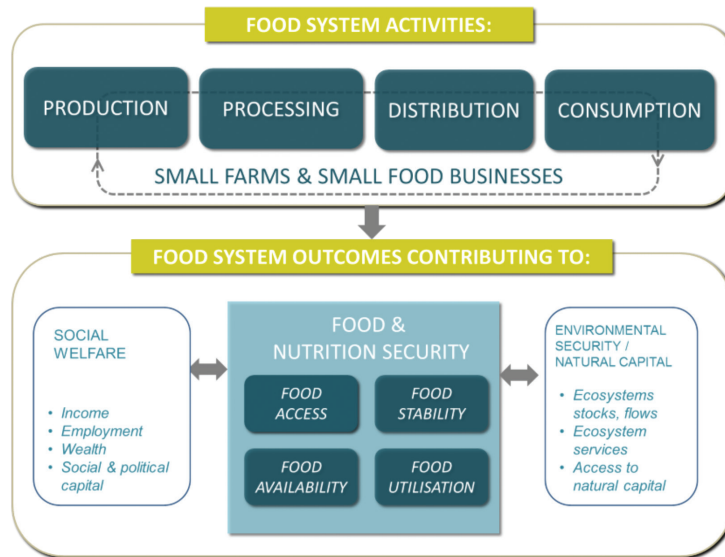 FOOD SYSTEM ACTIVITIES:
PRODUCTION
PROCESSING
DISTRIBUTION
CONSUMPTION
SMALL FARMS & SMALL FOOD BUSINESSES
FOOD SYSTEM OUTCOMES CONTRIBUTING TO:
SOCIAL
WELFARE
• Income
• Employment
• Wealth
• Social & political
capital
FOOD &
NUTRITION SECURITY
FOOD
ACCESS
FOOD
STABILITY
FOOD
AVAILABILITY
FOOD
UTILISATION
ENVIRONMENTAL
SECURITY /
NATURAL CAPITAL
• Ecosystems
stocks, flows
• Ecosystem
services
• Access to
natural capital